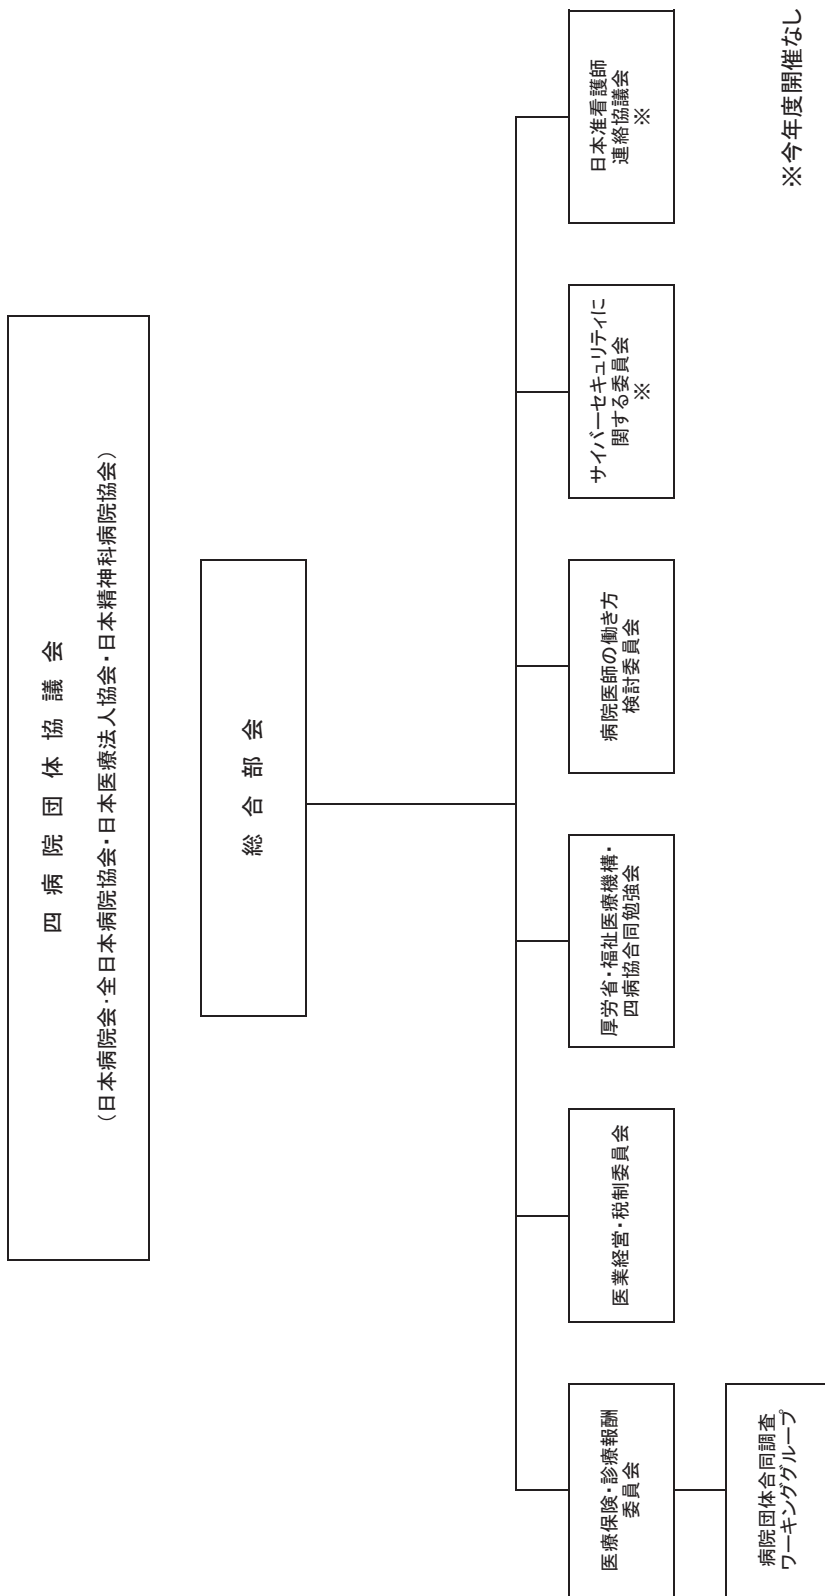 四病院団体協議会
（日本病院会・全日本病院協会・日本医療法人協会・日本精神科病院協会）
総合部会
医療保険・診療報酬
委員会
医業経営・税制委員会
厚労省・福祉医療機構・
四病協合同勉強会
病院医師の働き方
検討委員会
サイバーセキュリティに
関する委員会
※
日本准看護師
連絡協議会
※
病院団体合同調査
ワーキンググループ
※今年度開催なし